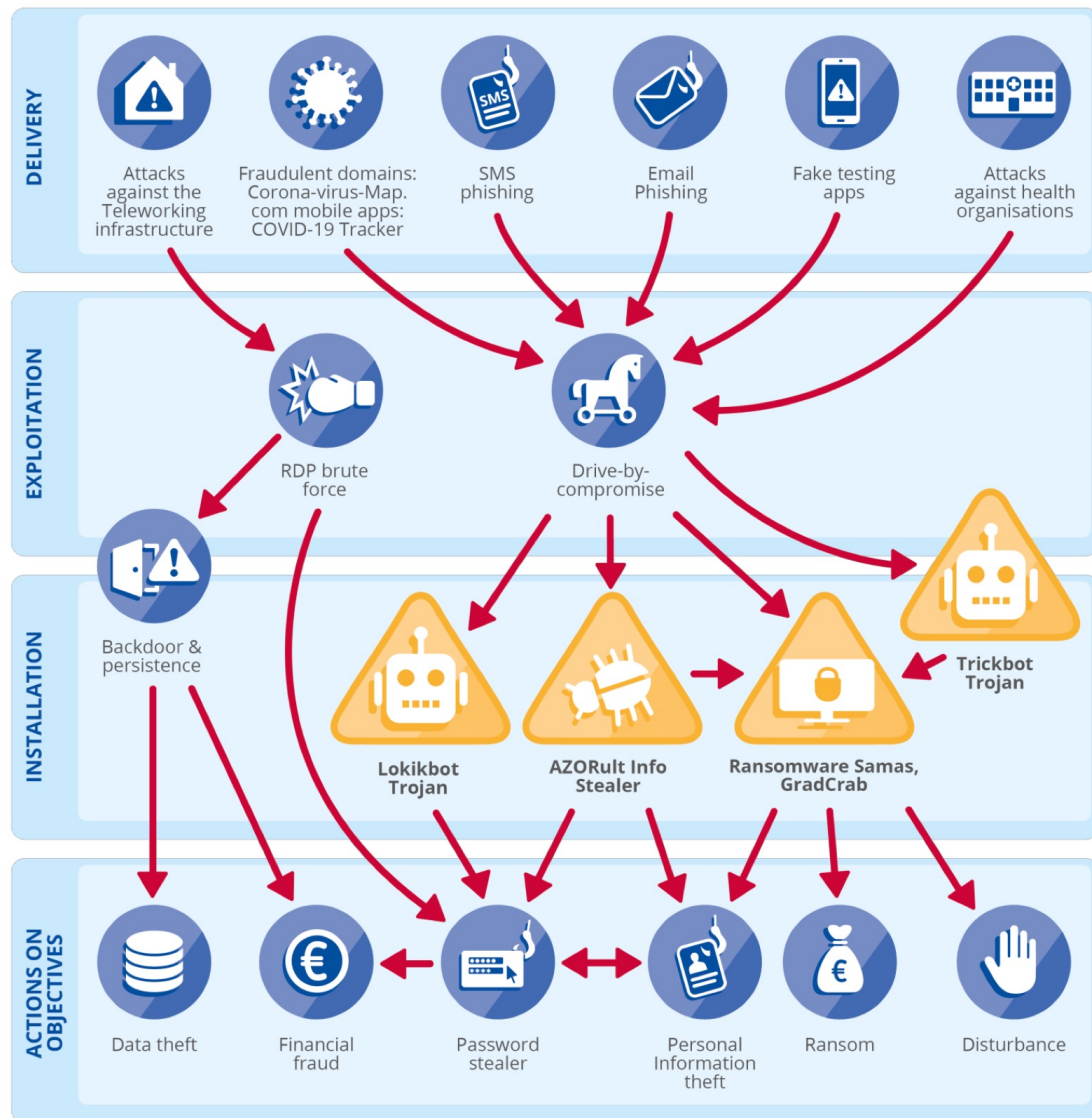 DELIVERY
SMS
Attacks
against the
Teleworking
infrastructure
Fraudulent domains:
Corona-virus-Map.
com mobile apps:
COVID-19 Tracker
SMS
phishing
Email
Phishing
Fake testing
apps
Attacks
against health
organisations
EXPLOITATION
RDP brute
force
Drive-by-
compromise
INSTALLATION
Backdoor &
persistence
Trickbot
Trojan
Lokikbot
Trojan
AZORult Info
Stealer
Ransomware Samas,
GradCrab
ACTIONS ON
OBJECTIVES
€
€
Data theft
Financial
fraud
Password
stealer
Personal
Information
theft
Ransom
Disturbance